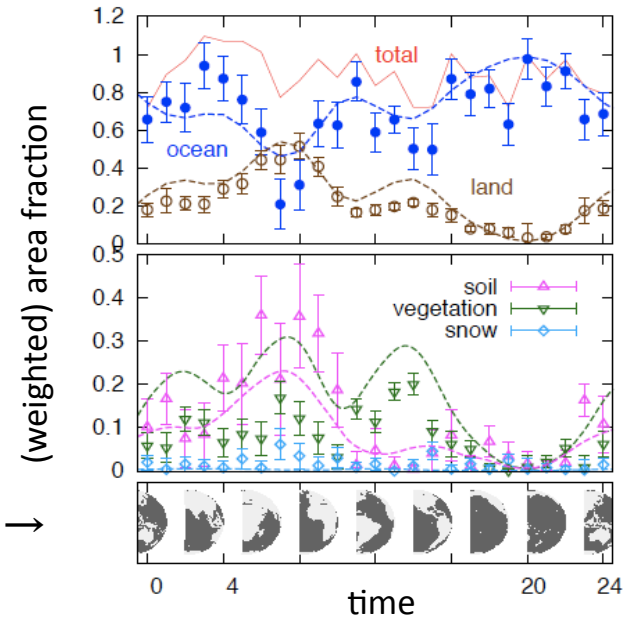 1.2
1
0.8
0.6
0.4
0.2
0
total
ocean
land
0.5
0.4
0.3
0.2
0.1
0
soil
vegetation
snow
(weighted) area fraction
↓
0 4 20 24
time